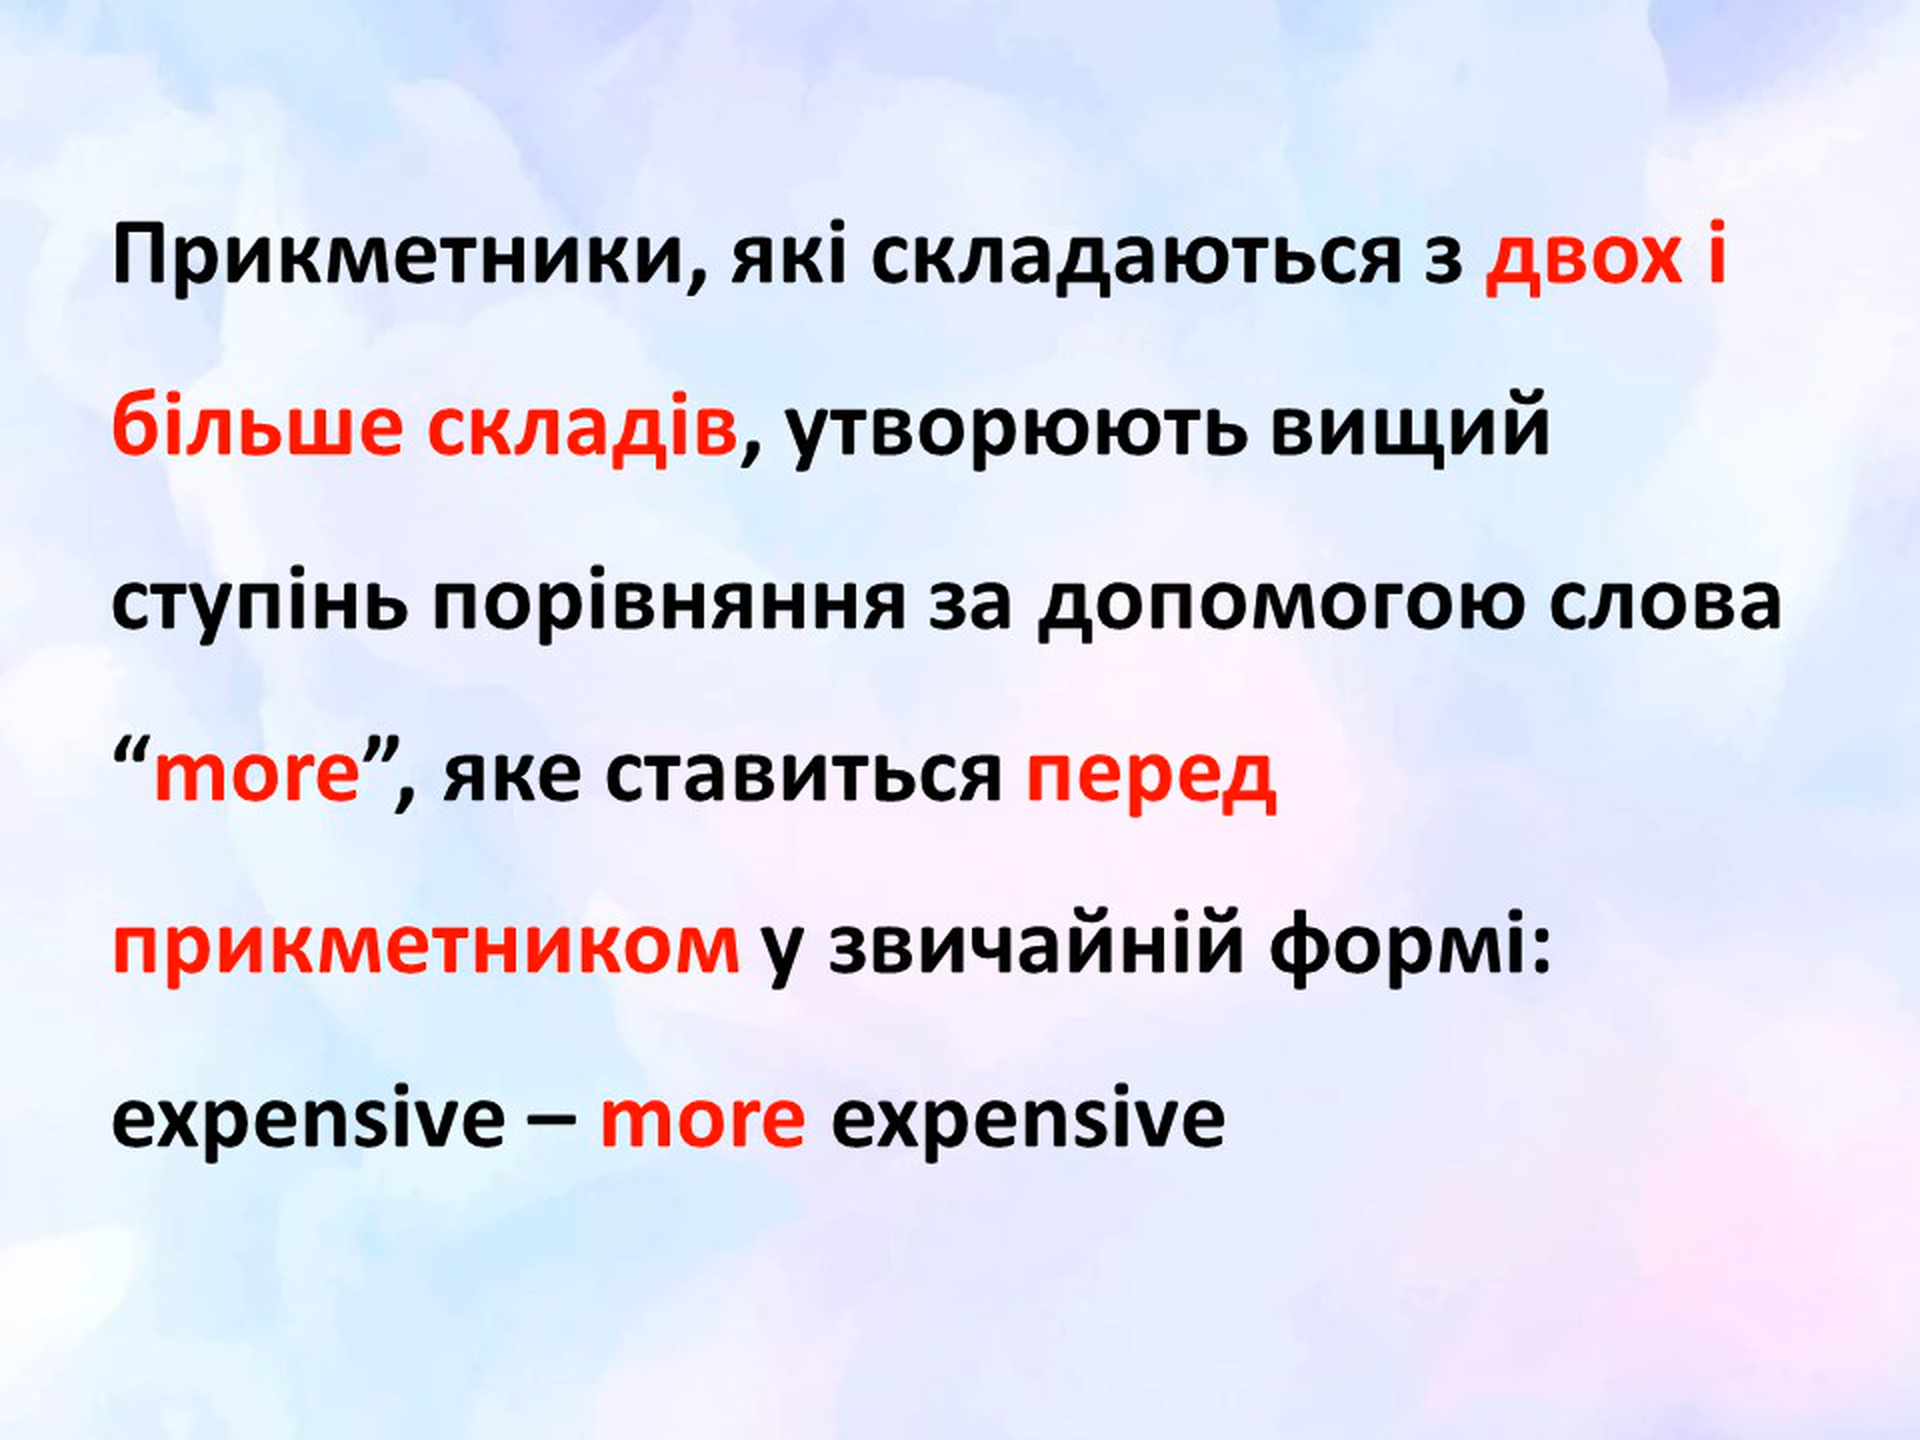 Прикметники, які складаються з двох і
більше складів, утворюють вищий
ступінь порівняння за допомогою слова
“more”, яке ставиться перед
прикметником у звичайній формі:
expensive – more expensive